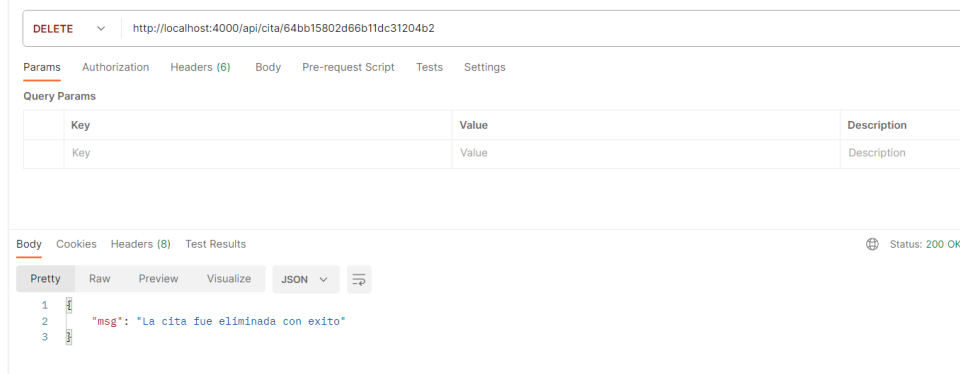 DELETE http://localhost:4000/api/cita/64bb15802d66b11dc31204b2
Params Authorization Headers (6) Body Pre-request Script Tests Settings
Query Params
Key Value Description
Key Value Description
Body Cookies Headers (8) Test Results Status: 200 OK
Pretty Raw Preview Visualize JSON
1 {
2 "msg": "La cita fue eliminada con exito"
3 }